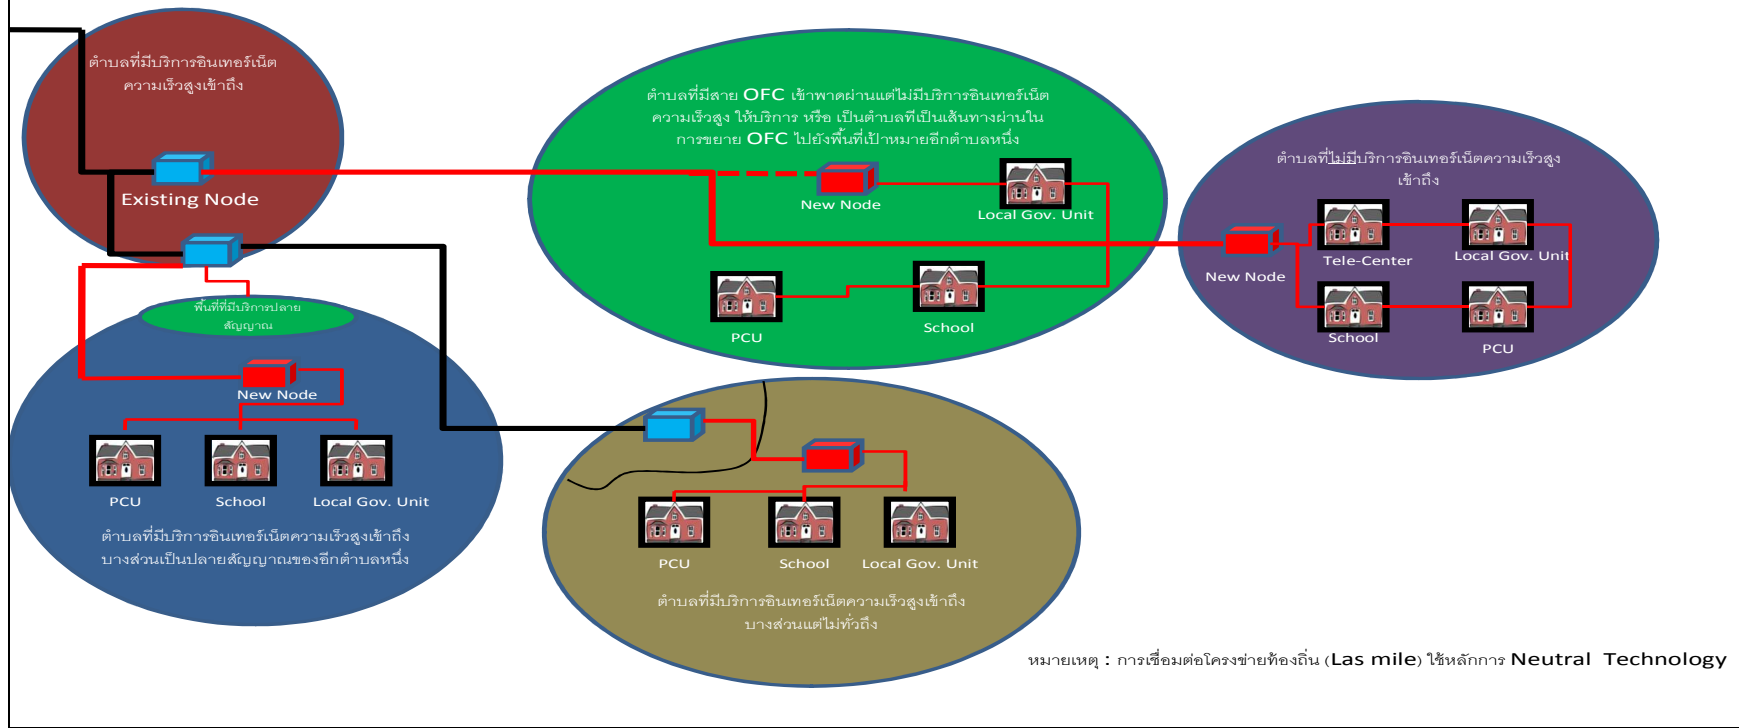 ตำบลที่มีบริการอินเทอร์เน็ต
ความเร็วสูงเข้าถึง
Existing Node
ตำบลที่มีสาย OFC เข้าพาดผ่านแต่ไม่มีบริการอินเทอร์เน็ต
ความเร็วสูง ให้บริการ หรือ เป็นตำบลทีเป็นเส้นทางผ่านใน
การขยาย OFC ไปยังพื้นที่เป้าหมายอีกตำบลหนึ่ง
New Node
Local Gov. Unit
PCU
School
ตำบลที่ไม่มีบริการอินเทอร์เน็ตความเร็วสูง
เข้าถึง
New Node
Tele-Center
Local Gov. Unit
School
PCU
พื้นที่ที่มีบริการปลาย
สัญญาณ
New Node
PCU
School
Local Gov. Unit
ตำบลที่มีบริการอินเทอร์เน็ตความเร็วสูงเข้าถึง
บางส่วนเป็นปลายสัญญาณของอีกตำบลหนึ่ง
PCU
School
Local Gov. Unit
ตำบลที่มีบริการอินเทอร์เน็ตความเร็วสูงเข้าถึง
บางส่วนแต่ไม่ทั่วถึง
หมายเหตุ : การเชื่อมต่อโครงข่ายท้องถิ่น (Las mile) ใช้หลักการ Neutral Technology